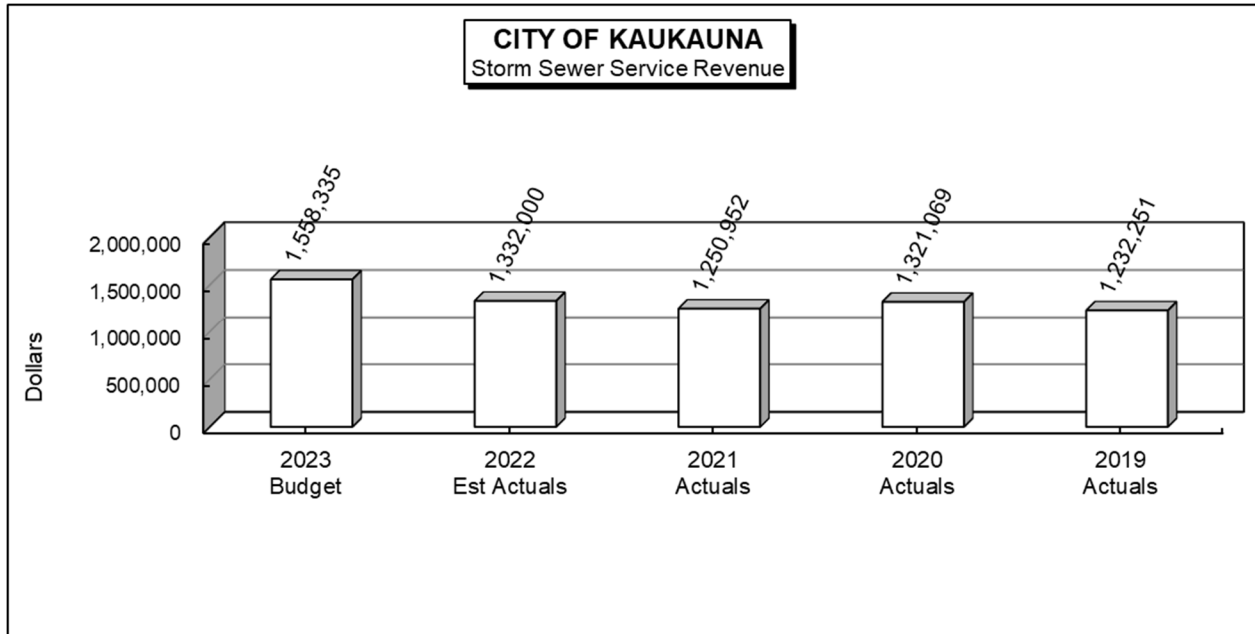 CITY OF KAUKAUNA
Storm Sewer Service Revenue
1,558,335
1,332,000
1,250,952
1,321,069
1,232,251
2,000,000
1,500,000
1,000,000
500,000
0
Dollars
2023
Budget
2022
Est Actuals
2021
Actuals
2020
Actuals
2019
Actuals